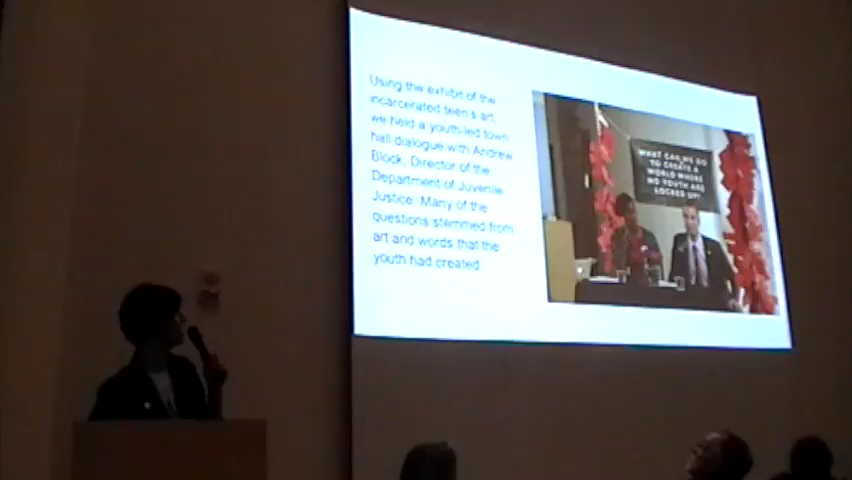 Using the exhibit of the
incarcerated teen's art,
we held a youth-led town
hall dialogue with Andrew
Block, Director of the
Department of Juvenile
Justice. Many of the
questions stemmed from
art and words that the
youth had created.
WHAT CAN WE DO
TO CREATE A
WORLD WHERE
NO YOUTH ARE
LOCKED UP?